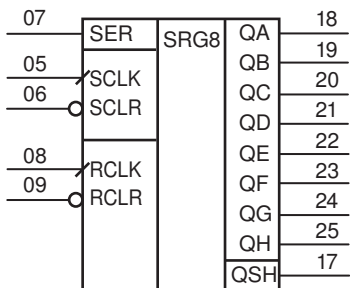 07 SER SRG8 QA 18
QB 19
05 SCLK QC 20
06 SCLR QD 21
QE 22
08 RCLK QF 23
09 RCLR QG 24
QH 25
QSH 17